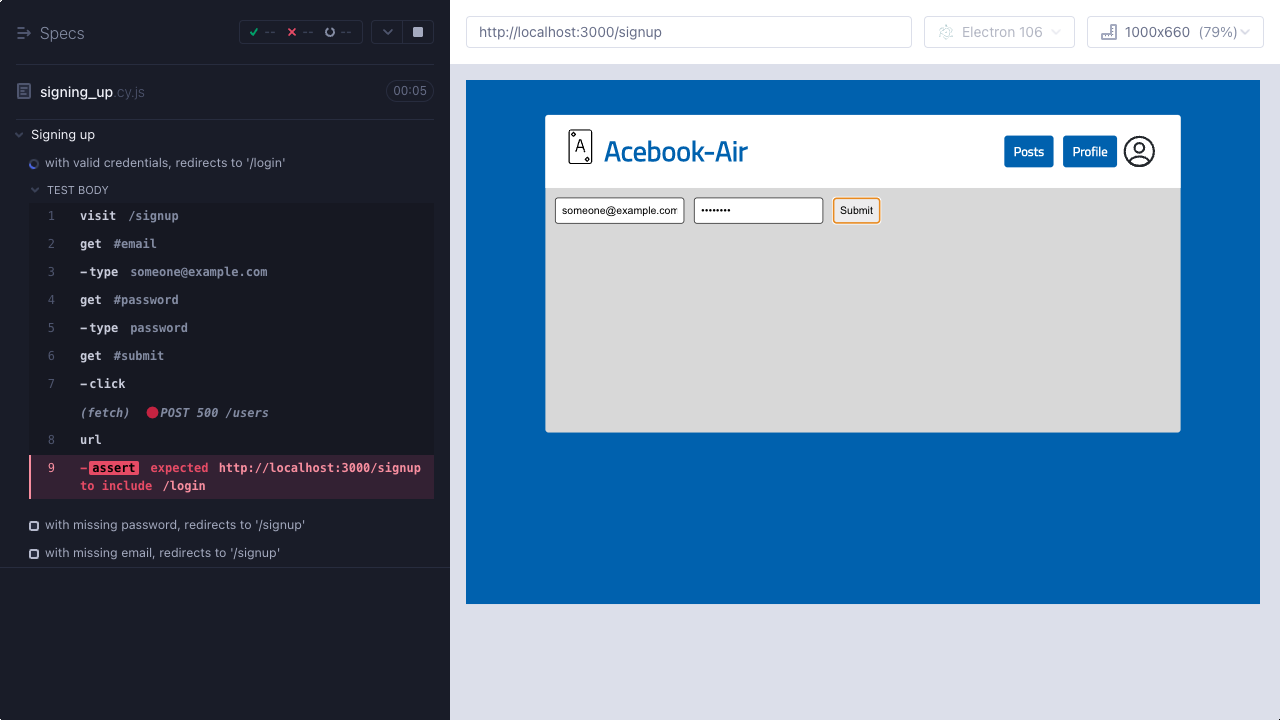 Specs
-- -- --
signing_up.cy.js 00:05
Signing up
with valid credentials, redirects to '/login'
TEST BODY
1 visit /signup
2 get #email
3 -type someone@example.com
4 get #password
5 -type password
6 get #submit
7 -click
(fetch) POST 500 /users
8 url
9 -assert expected http://localhost:3000/signup
to include /login
with missing password, redirects to '/signup'
with missing email, redirects to '/signup'
http://localhost:3000/signup
Electron 106
1000x660 (79%)
A
Acebook-Air
Posts
Profile
someone@example.com
••••••••
Submit